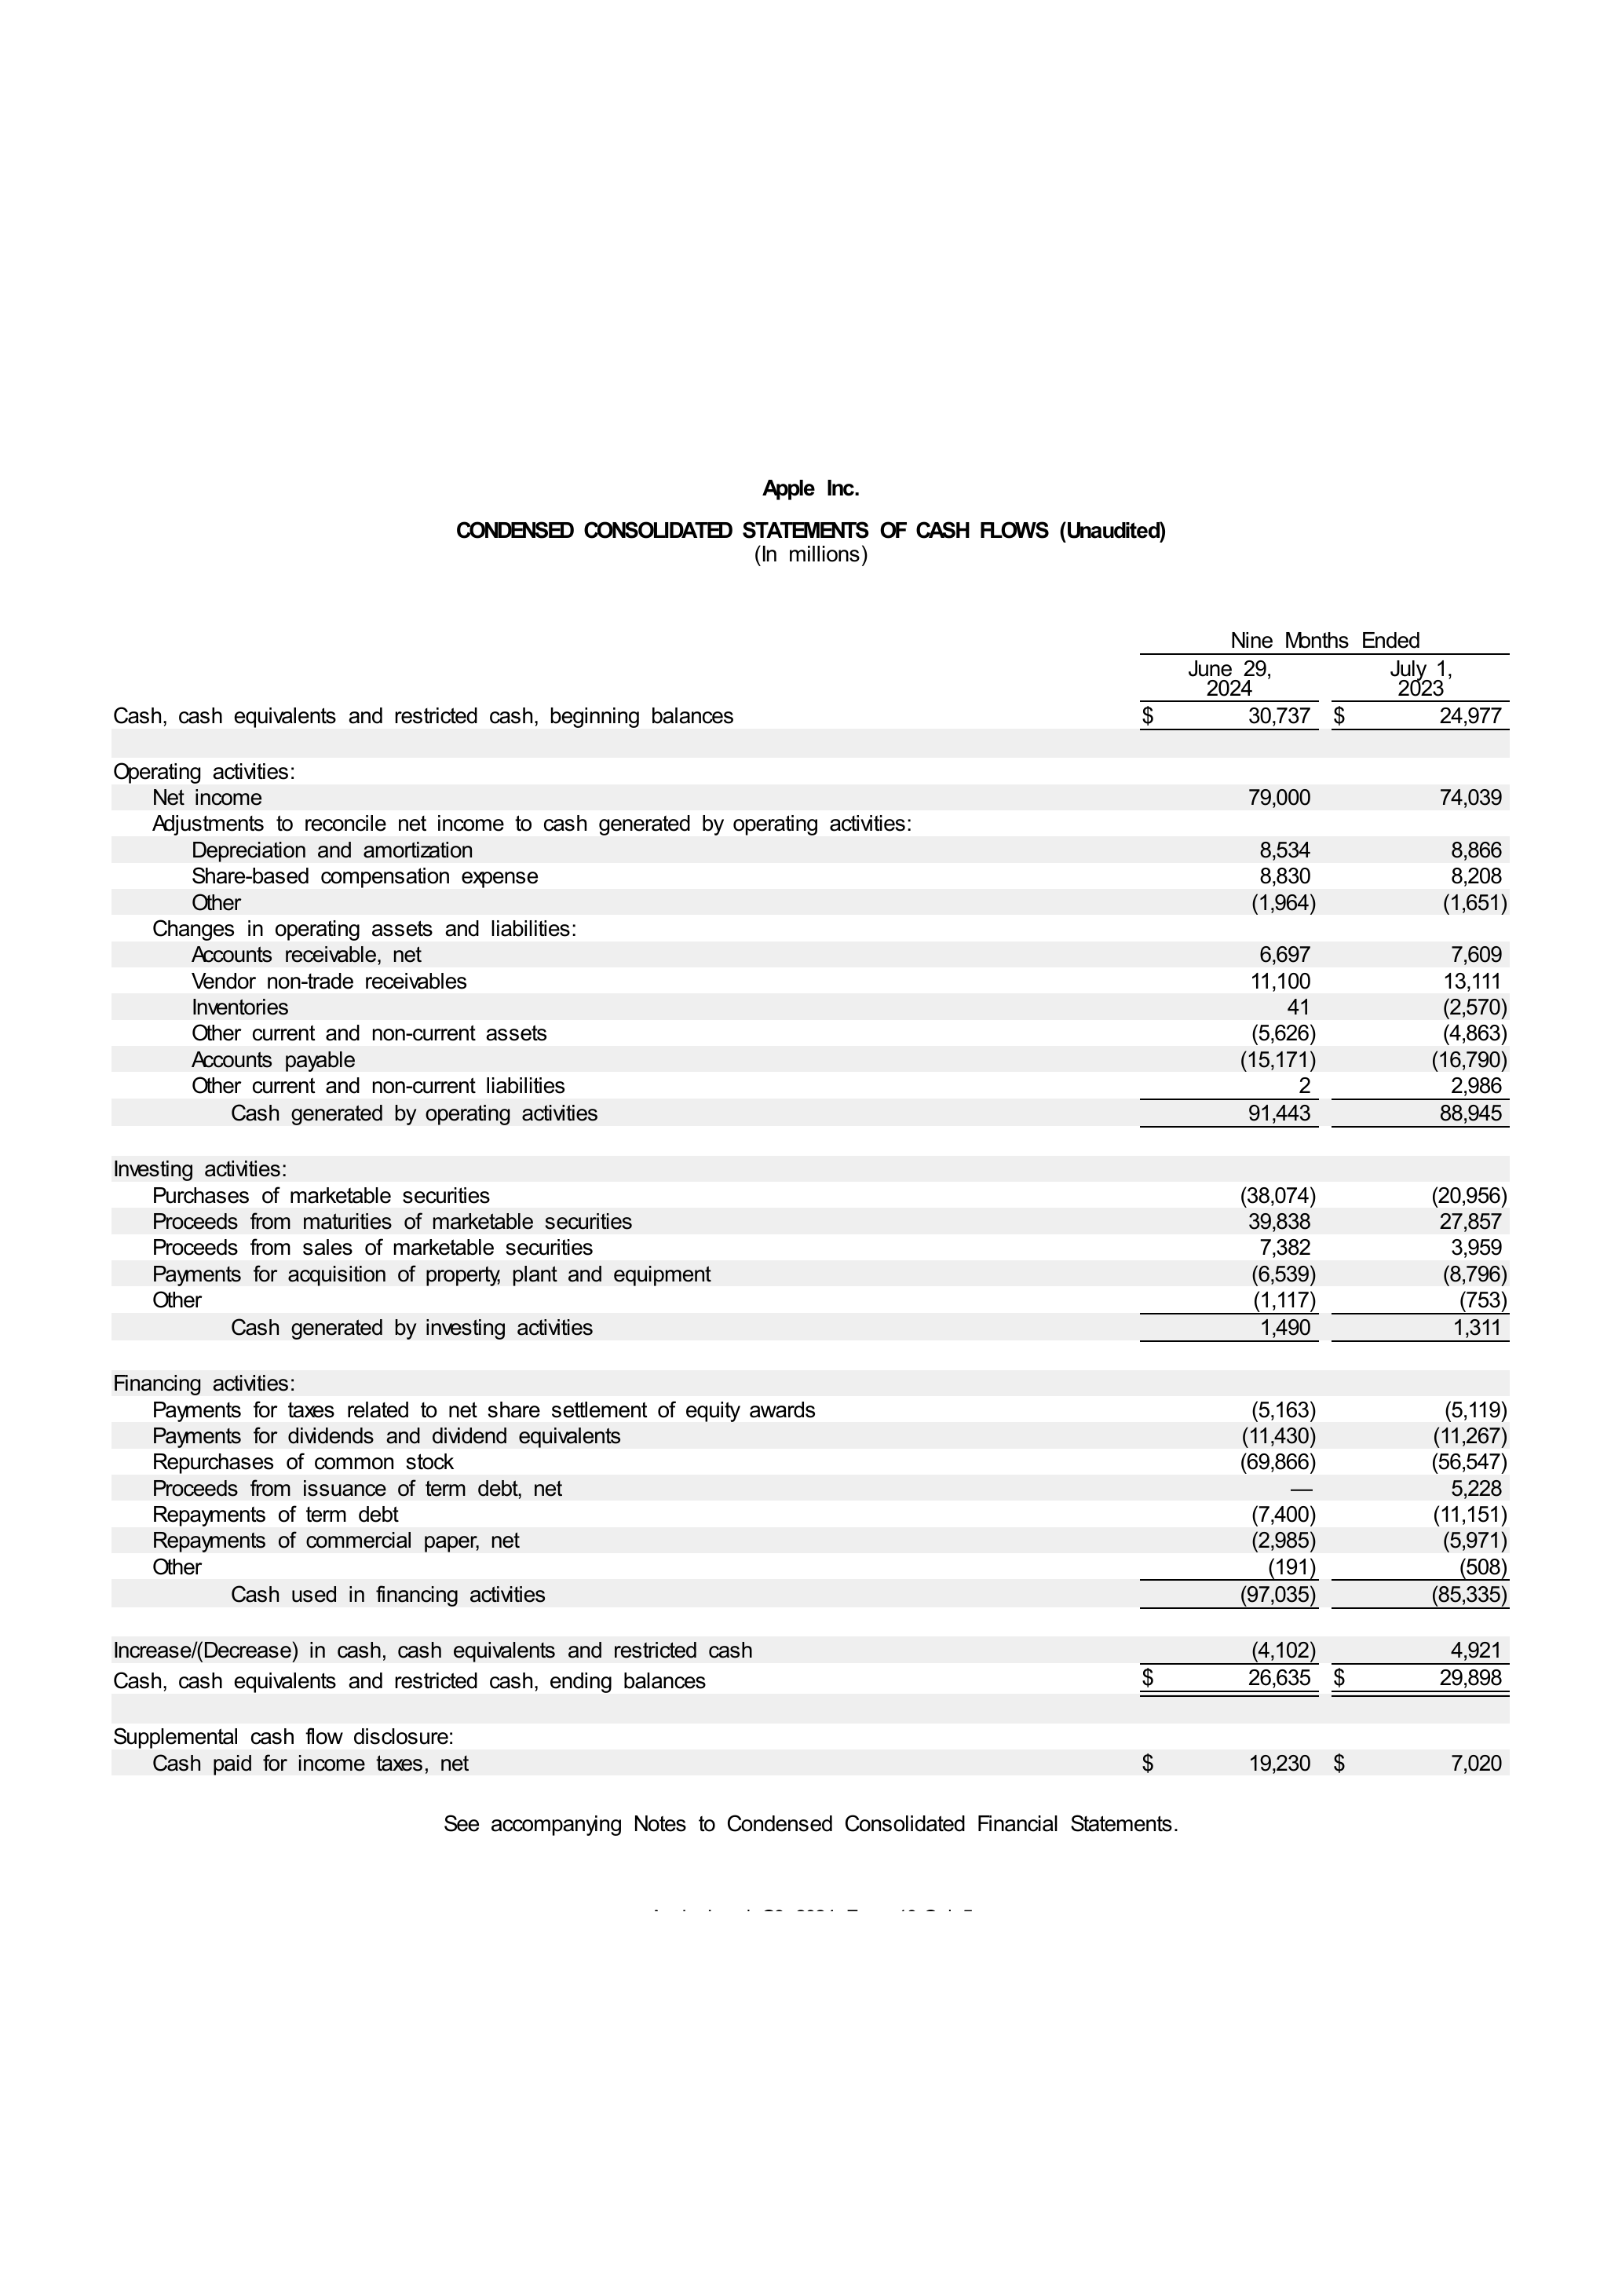 Apple Inc.
CONDENSED CONSOLIDATED STATEMENTS OF CASH FLOWS (Unaudited)
(In millions)
Nine Months Ended
June 29, 2024 July 1, 2023
Cash, cash equivalents and restricted cash, beginning balances $ 30,737 $ 24,977
Operating activities:
Net income 79,000 74,039
Adjustments to reconcile net income to cash generated by operating activities:
Depreciation and amortization 8,534 8,866
Share-based compensation expense 8,830 8,208
Other (1,964) (1,651)
Changes in operating assets and liabilities:
Accounts receivable, net 6,697 7,609
Vendor non-trade receivables 11,100 13,111
Inventories 41 (2,570)
Other current and non-current assets (5,626) (4,863)
Accounts payable (15,171) (16,790)
Other current and non-current liabilities 2 2,986
Cash generated by operating activities 91,443 88,945
Investing activities:
Purchases of marketable securities (38,074) (20,956)
Proceeds from maturities of marketable securities 39,838 27,857
Proceeds from sales of marketable securities 7,382 3,959
Payments for acquisition of property, plant and equipment (6,539) (8,796)
Other (1,117) (753)
Cash generated by investing activities 1,490 1,311
Financing activities:
Payments for taxes related to net share settlement of equity awards (5,163) (5,119)
Payments for dividends and dividend equivalents (11,430) (11,267)
Repurchases of common stock (69,866) (56,547)
Proceeds from issuance of term debt, net — 5,228
Repayments of term debt (7,400) (11,151)
Repayments of commercial paper, net (2,985) (5,971)
Other (191) (508)
Cash used in financing activities (97,035) (85,335)
Increase/(Decrease) in cash, cash equivalents and restricted cash (4,102) 4,921
Cash, cash equivalents and restricted cash, ending balances $ 26,635 $ 29,898
Supplemental cash flow disclosure:
Cash paid for income taxes, net $ 19,230 $ 7,020
See accompanying Notes to Condensed Consolidated Financial Statements.